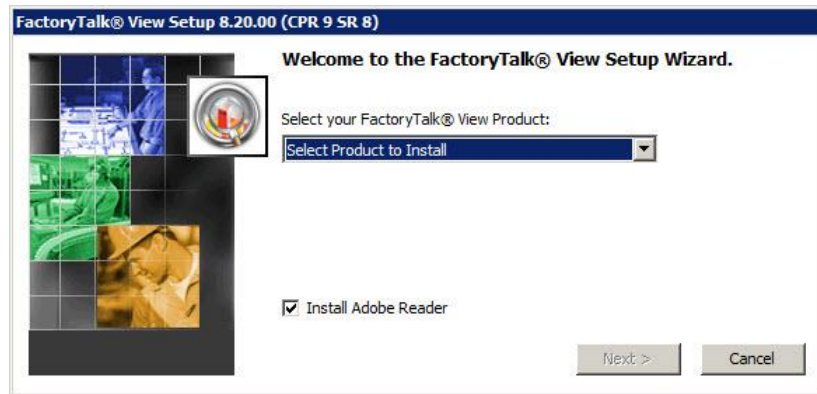 FactoryTalk® View Setup 8.20.00 (CPR 9 SR 8)
Welcome to the FactoryTalk® View Setup Wizard.
Select your FactoryTalk® View Product:
Select Product to Install
Install Adobe Reader
Next >
Cancel